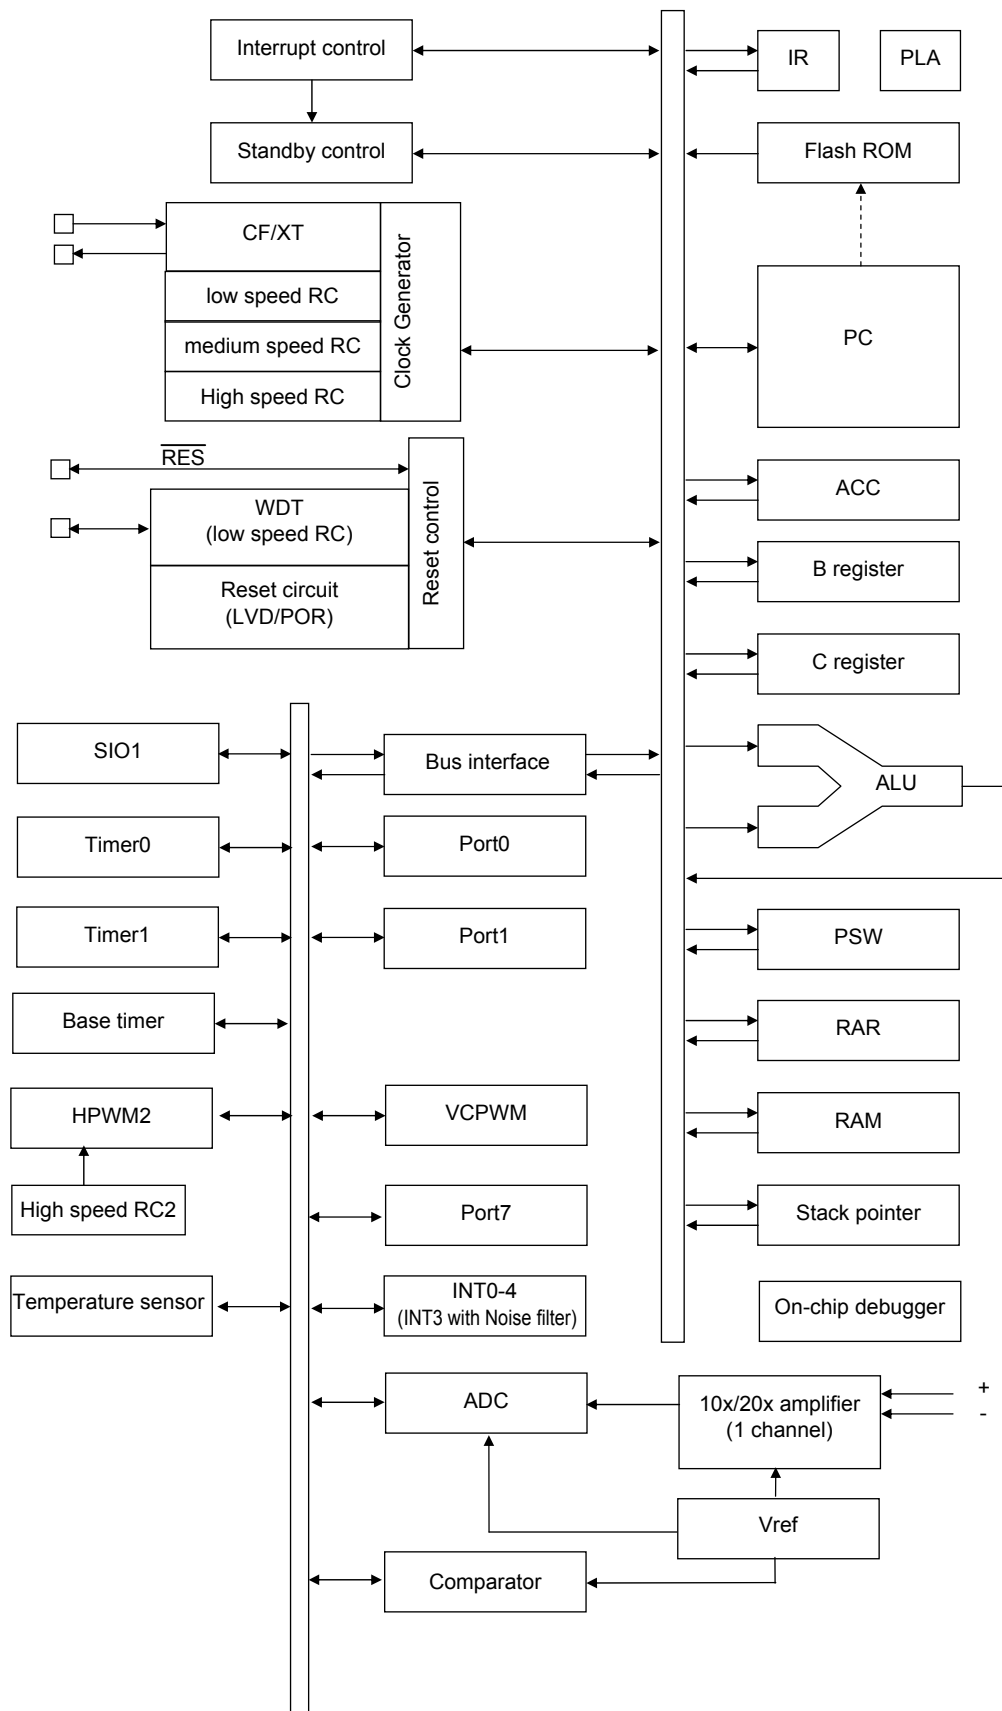 Interrupt control
IR
PLA
Standby control
Flash ROM
CF/XT
low speed RC
medium speed RC
High speed RC
Clock Generator
PC
RES
WDT
(low speed RC)
Reset circuit
(LVD/POR)
Reset control
ACC
B register
C register
SIO1
Bus interface
ALU
Timer0
Port0
Timer1
Port1
PSW
Base timer
RAR
HPWM2
VCPWM
RAM
High speed RC2
Port7
Stack pointer
Temperature sensor
INT0-4
(INT3 with Noise filter)
On-chip debugger
ADC
10x/20x amplifier
(1 channel)
+
-
Vref
Comparator